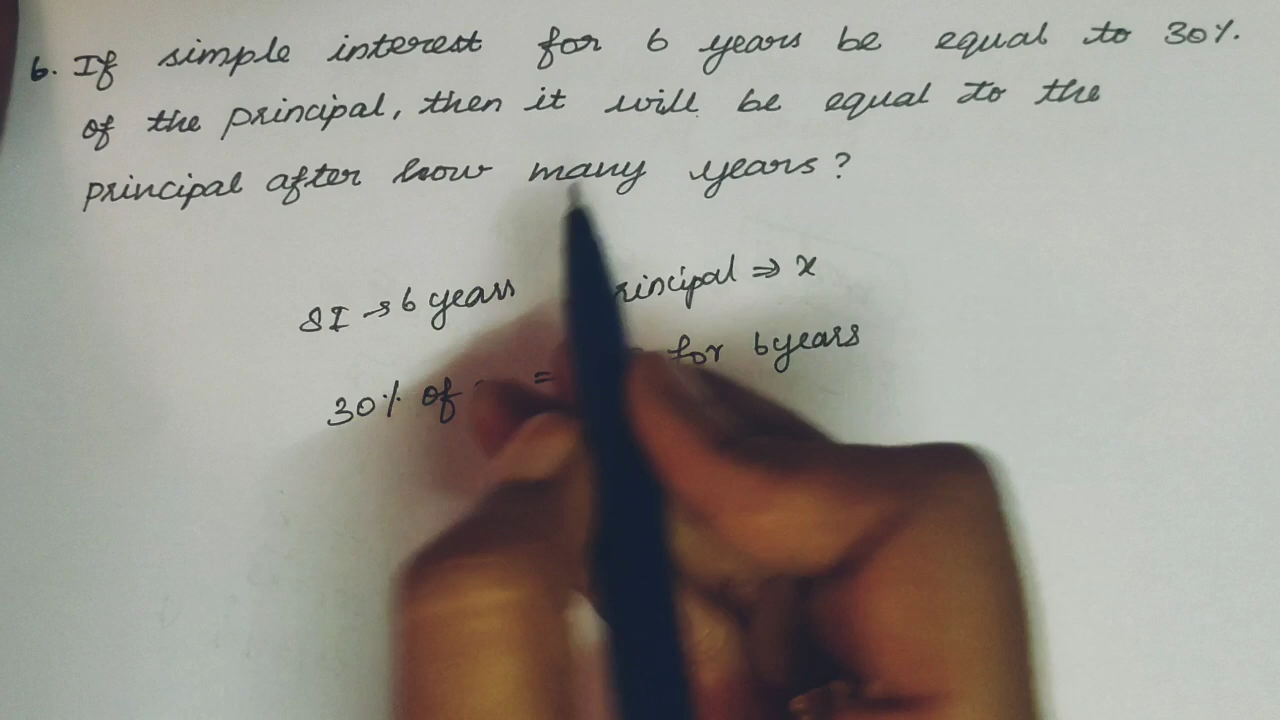 6. If simple interest for 6 years be equal to 30%.
of the principal, then it will be equal to the
principal after how many years?
SI → 6 years rincipal ⇒ x
30% of = for 6 years